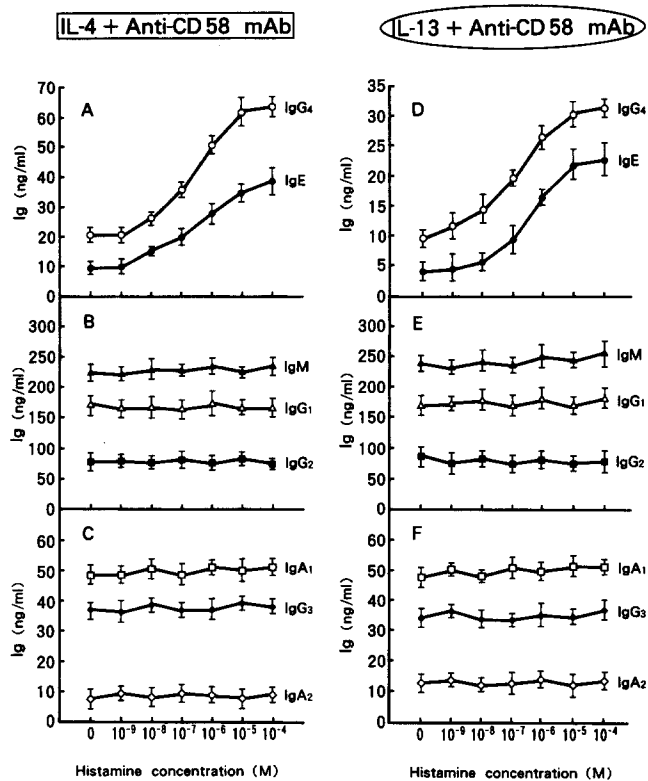 IL-4 + Anti-CD 58 mAb
IL-13 + Anti-CD 58 mAb
A
Ig (ng/ml)
70
60
50
40
30
20
10
0
IgG4
IgE
B
Ig (ng/ml)
300
250
200
150
100
50
0
IgM
IgG1
IgG2
C
Ig (ng/ml)
60
50
40
30
20
10
0
IgA1
IgG3
IgA2
0 10-9 10-8 10-7 10-6 10-5 10-4
Histamine concentration (M)
D
Ig (ng/ml)
35
30
25
20
15
10
5
0
IgG4
IgE
E
Ig (ng/ml)
300
250
200
150
100
50
0
IgM
IgG1
IgG2
F
Ig (ng/ml)
60
50
40
30
20
10
0
IgA1
IgG3
IgA2
0 10-9 10-8 10-7 10-6 10-5 10-4
Histamine concentration (M)